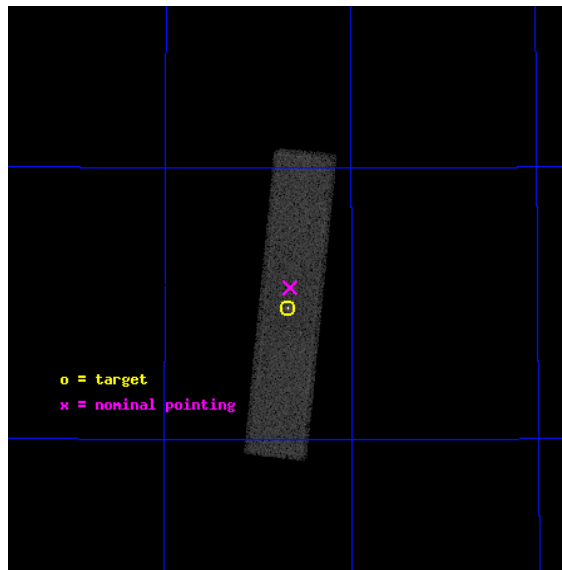 o = target
x = nominal pointing